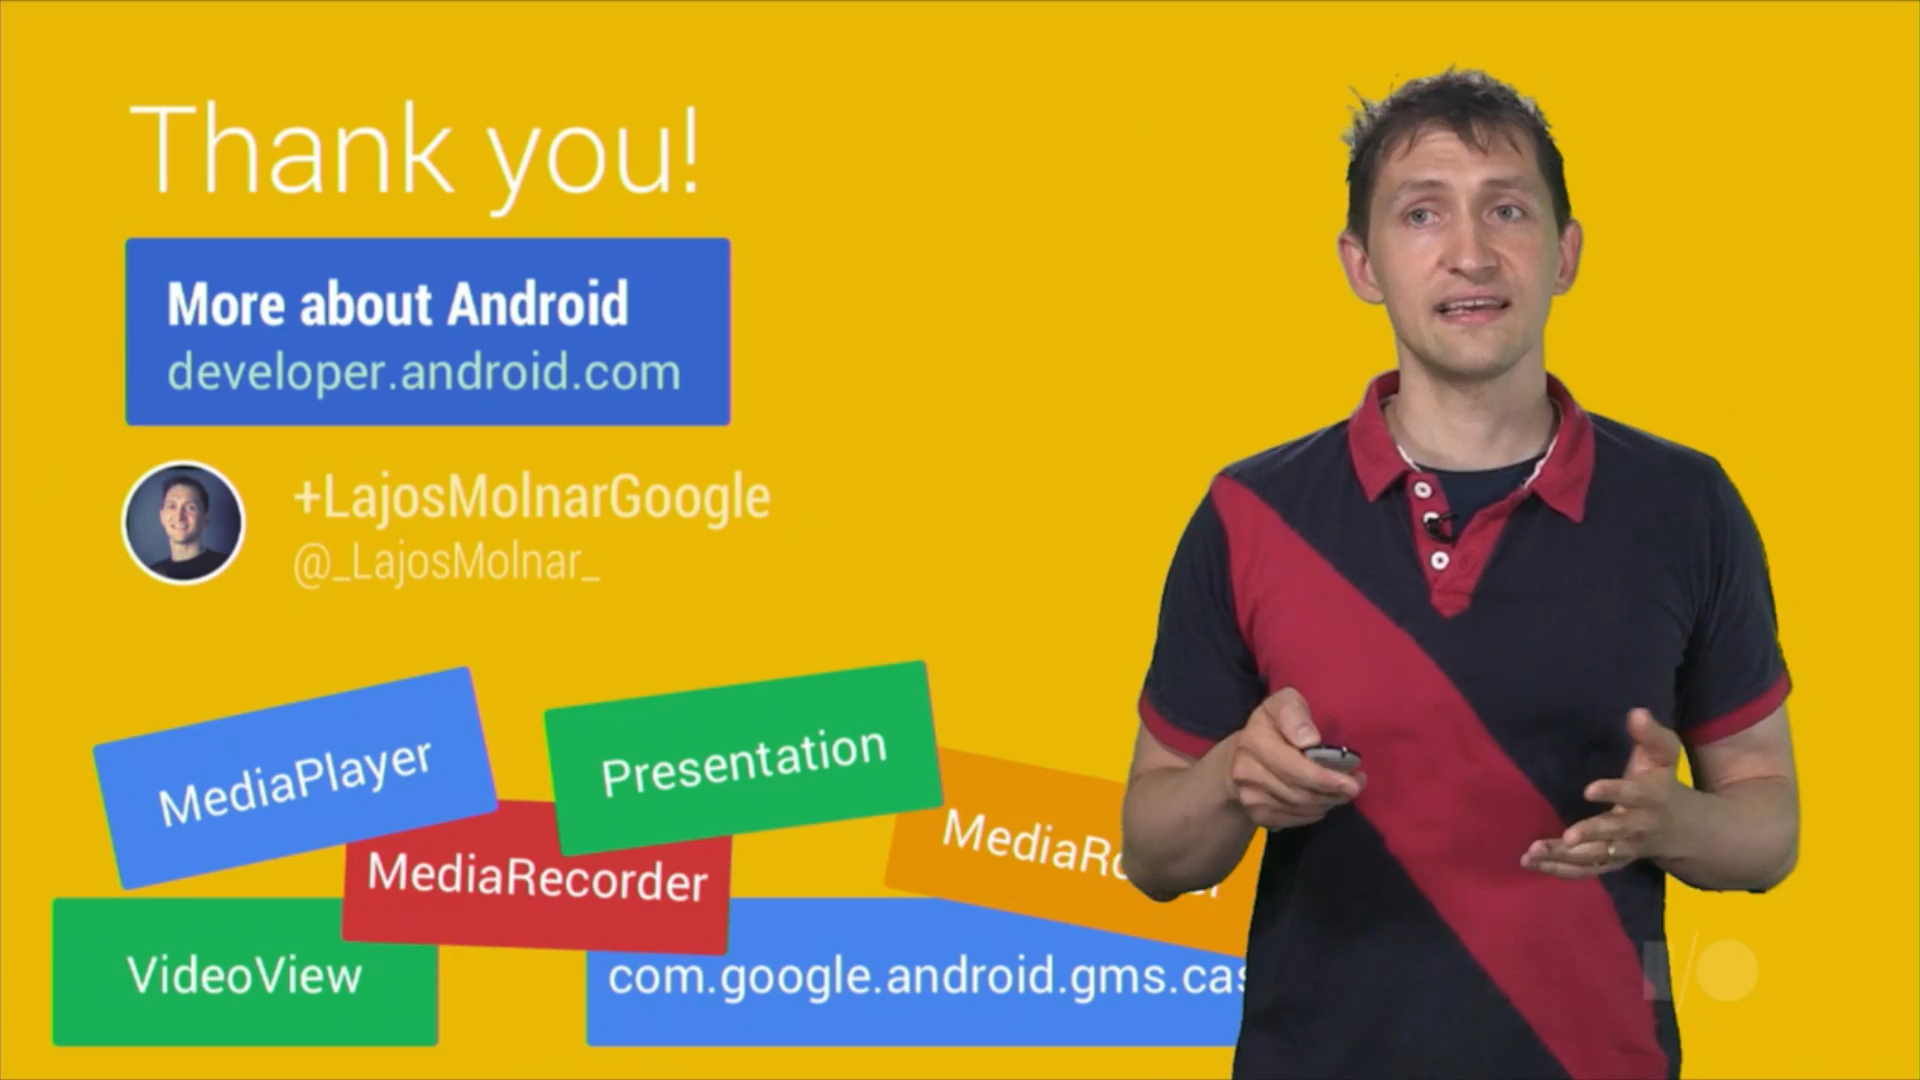 Thank you!
More about Android
developer.android.com
+LajosMolnarGoogle
@_LajosMolnar_
MediaPlayer
Presentation
MediaRecorder
VideoView
com.google.android.gms.cas
I/O